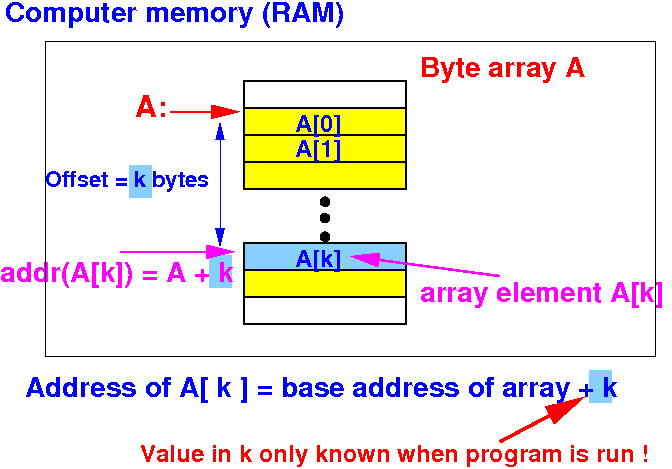 Computer memory (RAM)
Byte array A
A:
A[0]
A[1]
Offset = k bytes
A[k]
addr(A[k]) = A + k
array element A[k]
Address of A[ k ] = base address of array + k
Value in k only known when program is run !